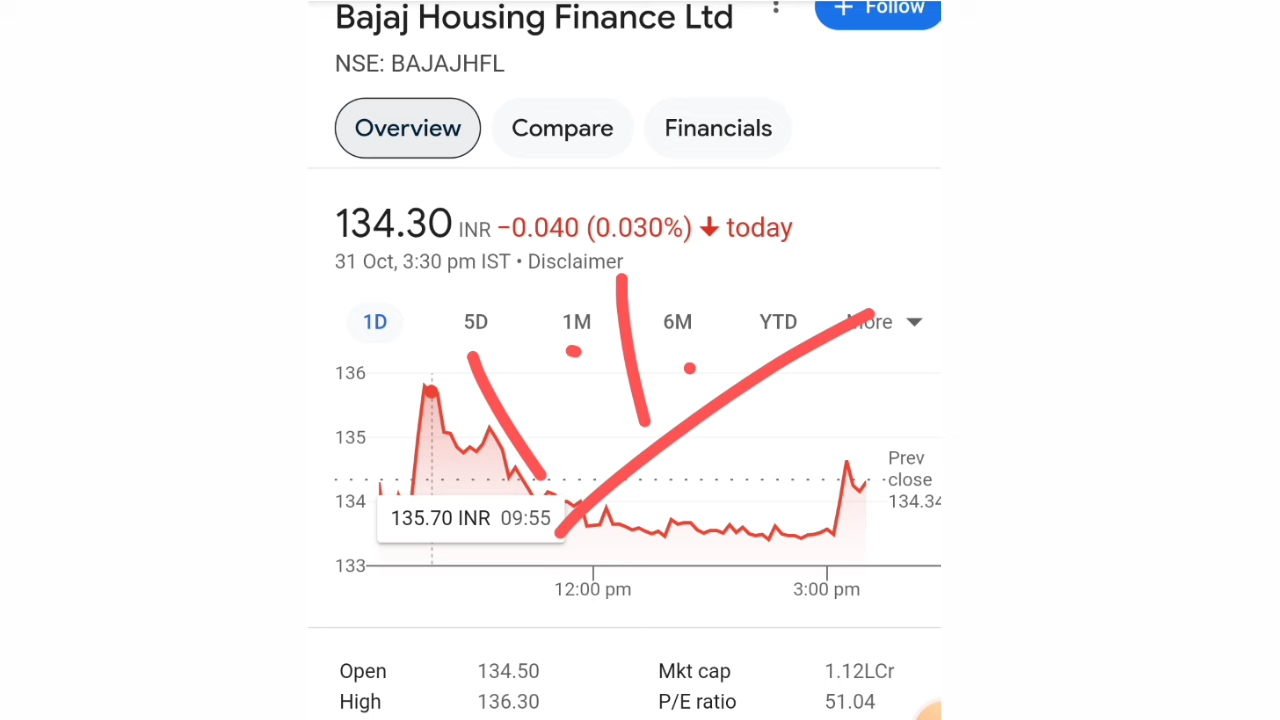 Bajaj Housing Finance Ltd
+ Follow
NSE: BAJAJHFL
Overview Compare Financials
134.30 INR −0.040 (0.030%) ↓ today
31 Oct, 3:30 pm IST • Disclaimer
1D 5D 1M 6M YTD More
136
135
Prev
close
134.34
134
135.70 INR 09:55
133
12:00 pm 3:00 pm
Open 134.50 Mkt cap 1.12LCr
High 136.30 P/E ratio 51.04